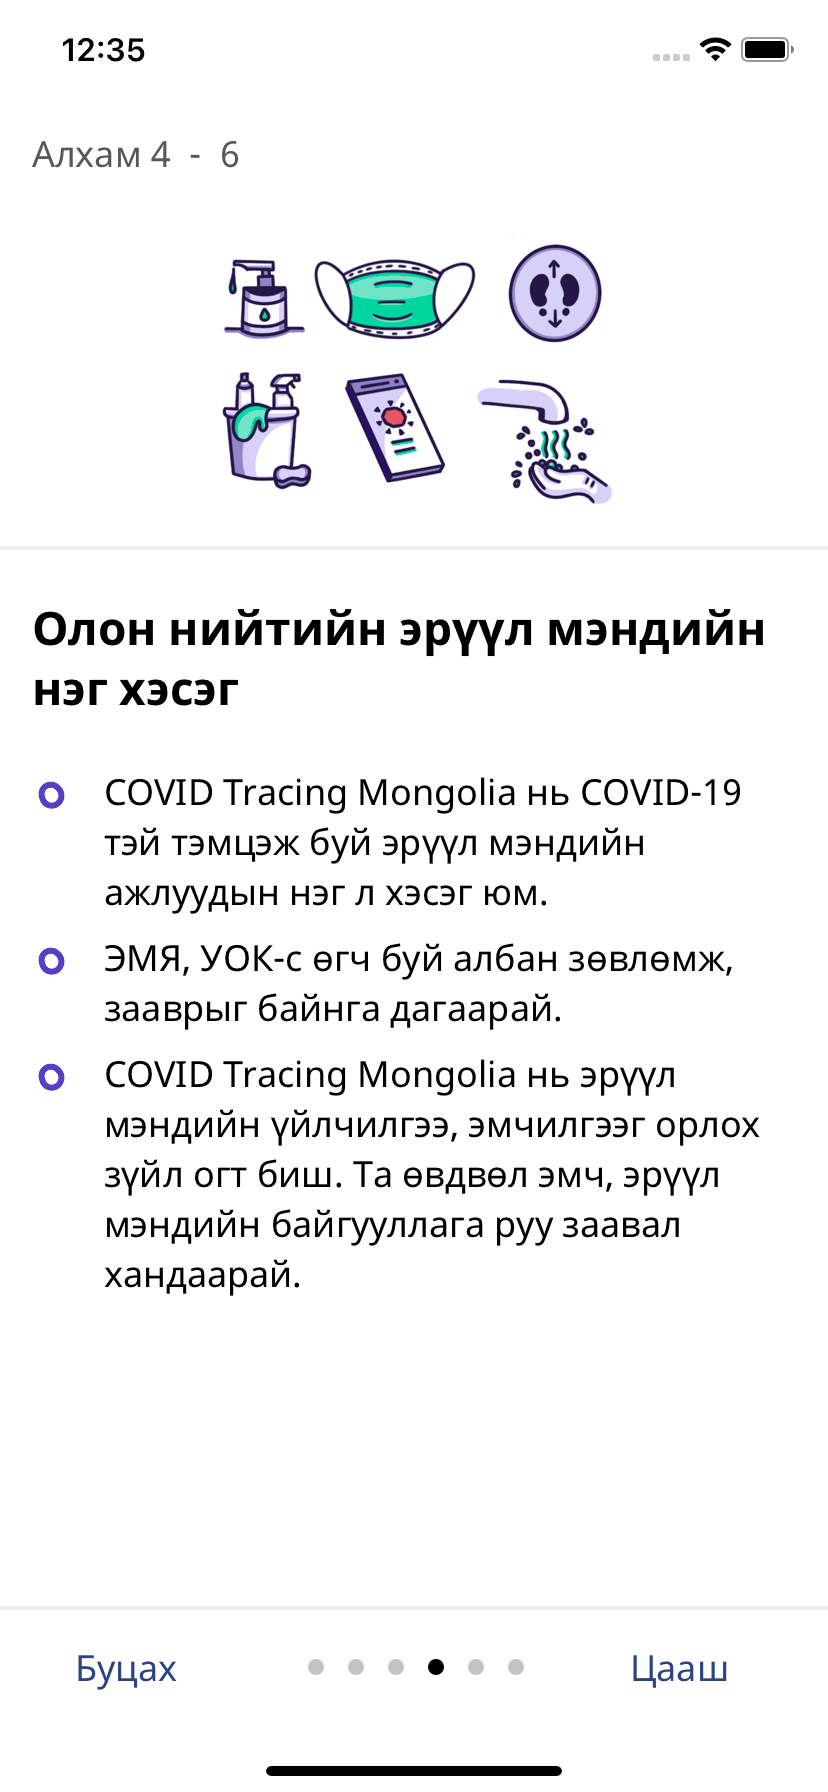 12:35
Алхам 4 - 6
Олон нийтийн эрүүл мэндийн
нэг хэсэг
COVID Tracing Mongolia нь COVID-19
тэй тэмцэж буй эрүүл мэндийн
ажлуудын нэг л хэсэг юм.
ЭМЯ, УОК-с өгч буй албан зөвлөмж,
зааврыг байнга дагаарай.
COVID Tracing Mongolia нь эрүүл
мэндийн үйлчилгээ, эмчилгээг орлох
зүйл огт биш. Та өвдвөл эмч, эрүүл
мэндийн байгууллага руу заавал
хандаарай.
Буцах
Цааш